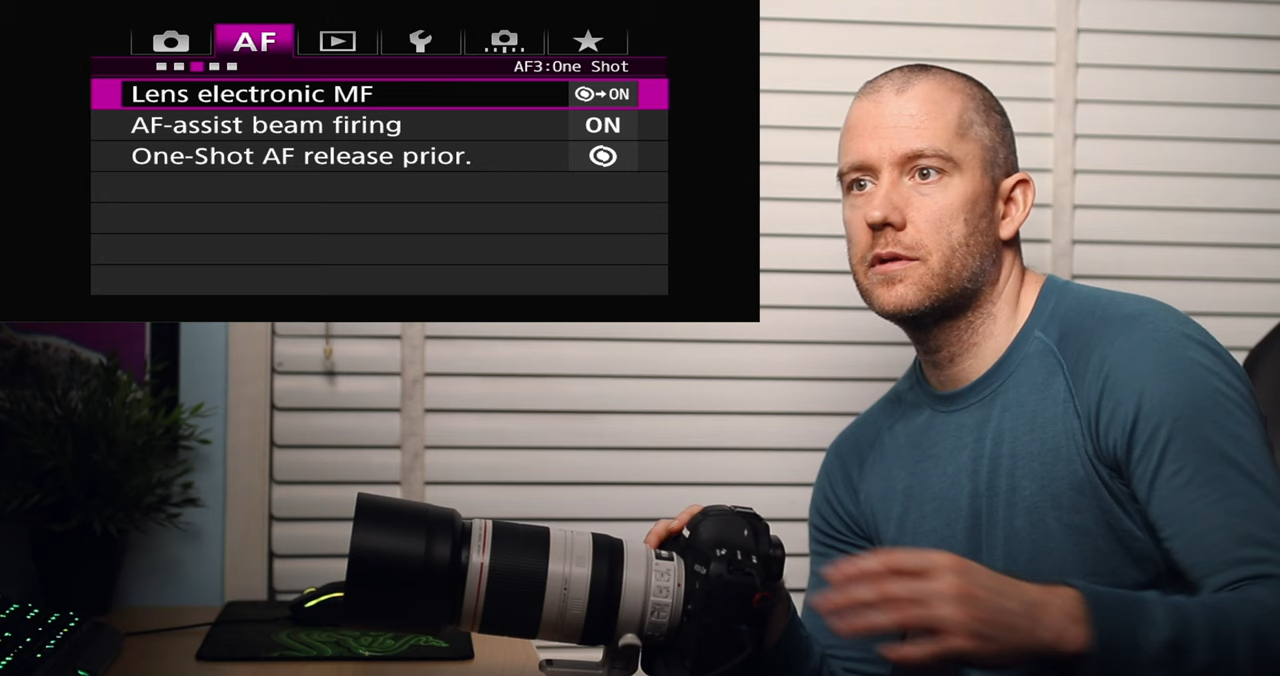 AF
AF3:One Shot
Lens electronic MF ON
AF-assist beam firing ON
One-Shot AF release prior.